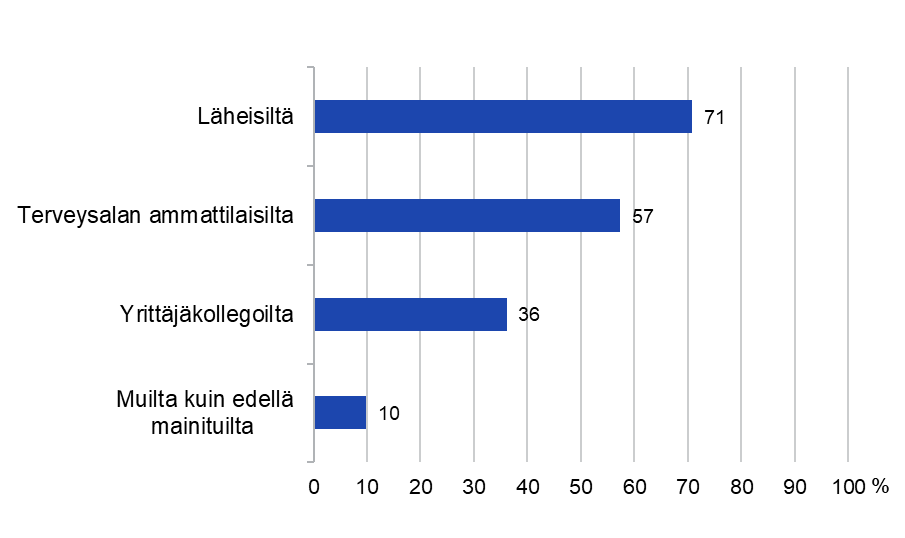 Läheisiltä
71
Terveysalan ammattilaisilta
57
Yrittäjäkollegoilta
36
Muilta kuin edellä
mainituilta
10
0 10 20 30 40 50 60 70 80 90 100 %